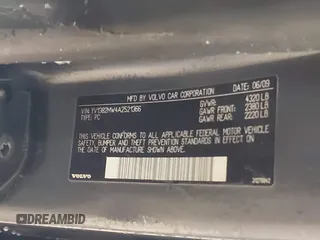 MFD BY VOLVO CAR CORPORATION
DATE: 06/09
VIN: YV1382MW4A2521366
GVWR: 4320 LB
TYPE: PC
GAWR FRONT: 2380 LB
GAWR REAR: 2220 LB
THIS VEHICLE CONFORMS TO ALL APPLICABLE FEDERAL MOTOR VEHICLE
SAFETY, BUMPER, AND THEFT PREVENTION STANDARDS IN EFFECT ON THE
DATE OF MANUFACTURE SHOWN ABOVE
VOLVO
DREAMBID